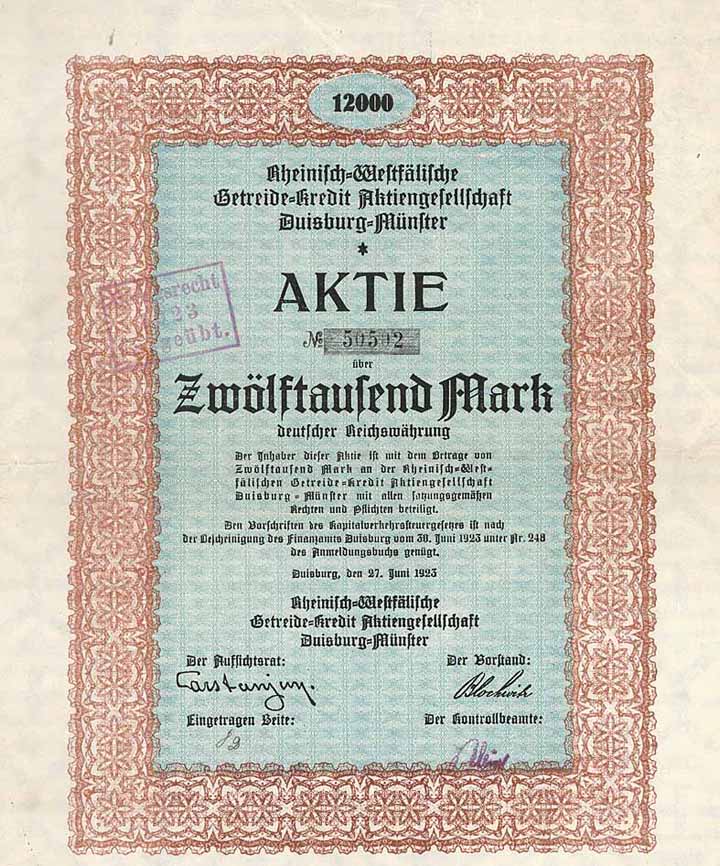 12000
Rheinisch-Westfälische
Getreide-Kredit Aktiengesellschaft
Duisburg-Münster
AKTIE
№ 50502
über
Zwölftausend Mark
deutscher Reichswährung
Der Inhaber dieser Aktie ist mit dem Betrage von
Zwölftausend Mark an der Rheinisch-West-
fälischen Getreide-Kredit Aktiengesellschaft
Duisburg-Münster mit allen satzungsgemäßen
Rechten und Pflichten beteiligt.
Den Vorschriften des Kapitalverkehrsteuergesetzes ist nach
der Bescheinigung des Finanzamts Duisburg vom 30. Juni 1923 unter Nr. 248
des Anmeldungsbuchs genügt.
Duisburg, den 27. Juni 1923
Rheinisch-Westfälische
Getreide-Kredit Aktiengesellschaft
Duisburg-Münster
Der Aufsichtsrat:
Der Vorstand:
Carstanjen.
Blochwitz
Eingetragen Seite:
Der Kontrollbeamte: